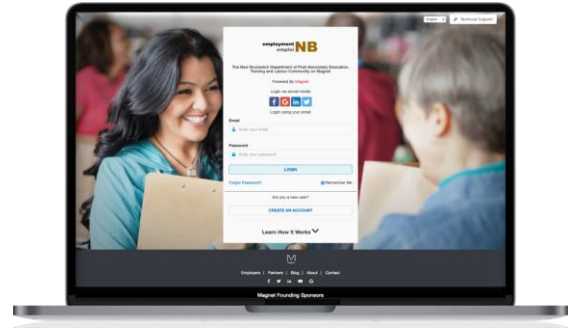 English
Technical Support
employment
emploi NB
The New Brunswick Department of Post-Secondary Education,
Training and Labour Community on Magnet
Powered By Magnet
Login via social media
Login using your email
Email
Enter your email
Password
Enter your password
LOGIN
Forgot Password?
Remember Me
Are you a new user?
CREATE AN ACCOUNT
Learn How It Works
Employers | Partners | Blog | About | Contact
Magnet Founding Sponsors